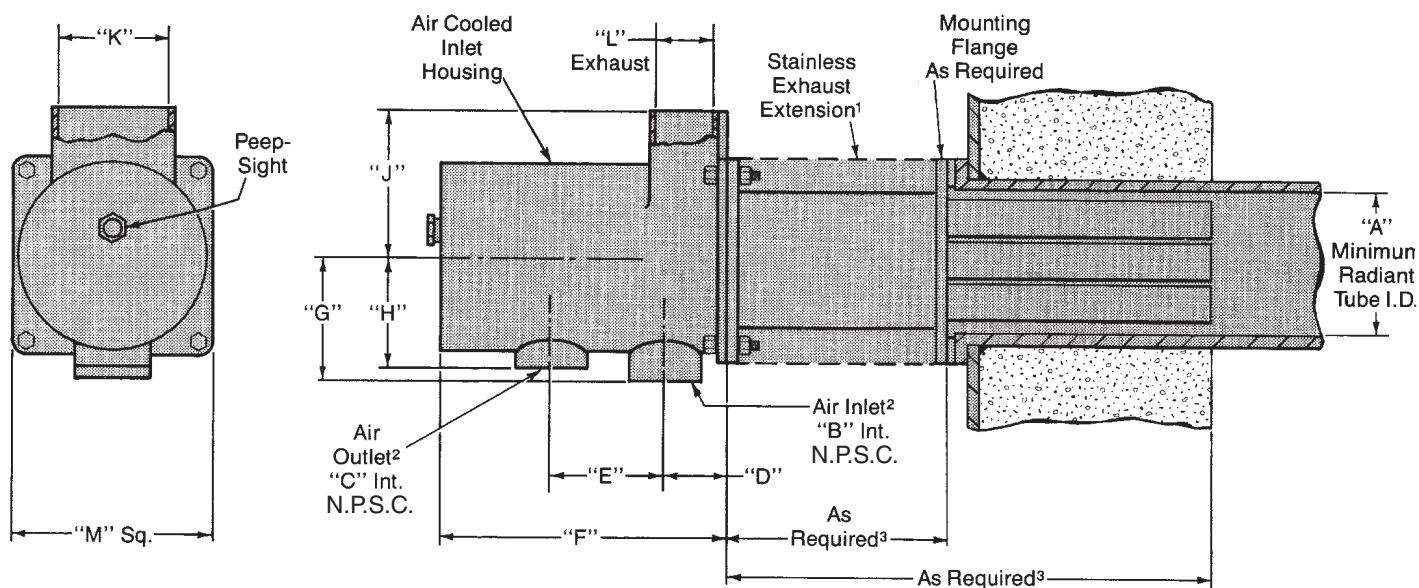 “K”
Peep-
Sight
“M” Sq.
Air Cooled
Inlet
Housing
“L”
Exhaust
Stainless
Exhaust
Extension¹
Mounting
Flange
As Required
“J”
“G”
“H”
“A”
Minimum
Radiant
Tube I.D.
Air
Outlet²
“C” Int.
N.P.S.C.
Air Inlet²
“B” Int.
N.P.S.C.
“E”
“D”
“F”
As
Required³
As Required³